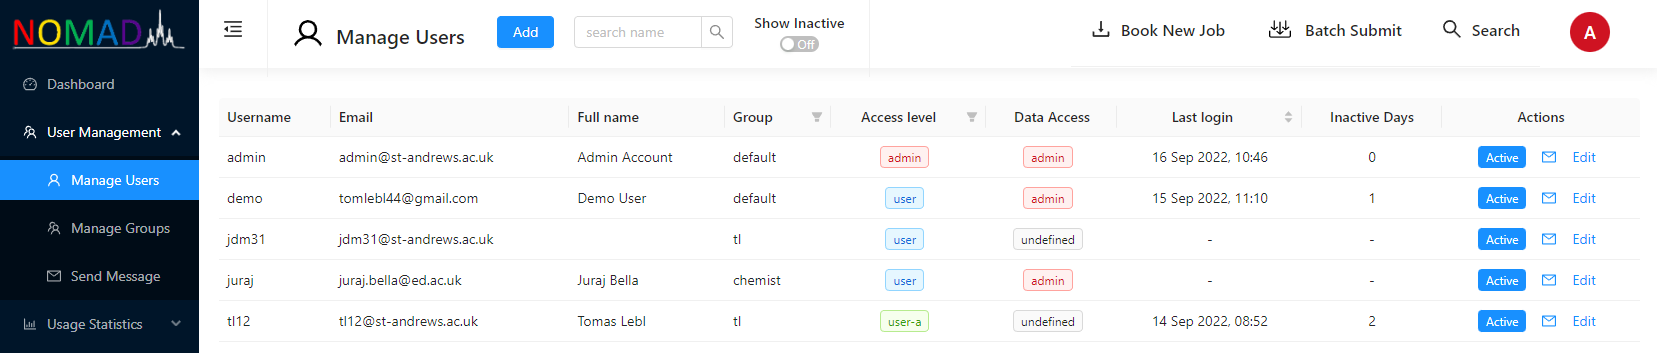 NOMAD
Manage Users
Add
search name
Show Inactive
Off
Book New Job
Batch Submit
Search
A
Dashboard
User Management
Manage Users
Manage Groups
Send Message
Usage Statistics
Username Email Full name Group Access level Data Access Last login Inactive Days Actions
admin admin@st-andrews.ac.uk Admin Account default admin admin 16 Sep 2022, 10:46 0 Active Edit
demo tomlebl44@gmail.com Demo User default user admin 15 Sep 2022, 11:10 1 Active Edit
jdm31 jdm31@st-andrews.ac.uk tl user undefined - - Active Edit
juraj juraj.bella@ed.ac.uk Juraj Bella chemist user admin - - Active Edit
tl12 tl12@st-andrews.ac.uk Tomas Lebl tl user-a undefined 14 Sep 2022, 08:52 2 Active Edit